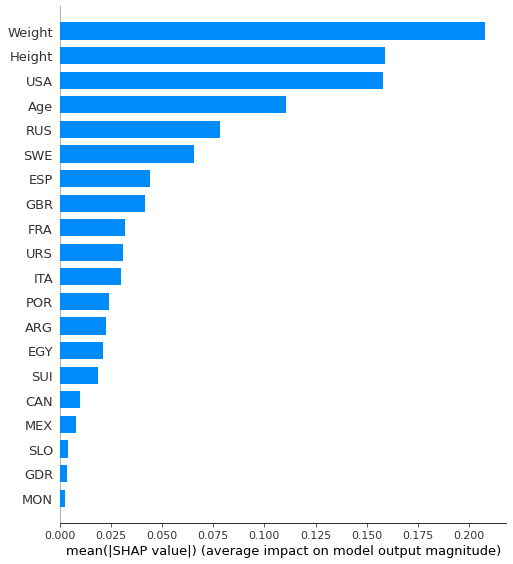 Weight
Height
USA
Age
RUS
SWE
ESP
GBR
FRA
URS
ITA
POR
ARG
EGY
SUI
CAN
MEX
SLO
GDR
MON
0.000 0.025 0.050 0.075 0.100 0.125 0.150 0.175 0.200
mean(|SHAP value|) (average impact on model output magnitude)